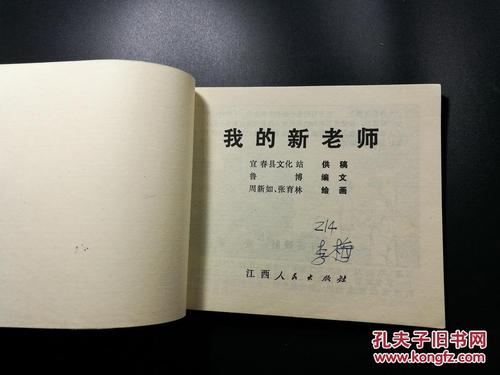 我的新老师
宜春县文化站 供稿
鲁博 编文
周新如、张育林 绘画
214
李梅
江西人民出版社
孔夫子旧书网
www.kongfz.com